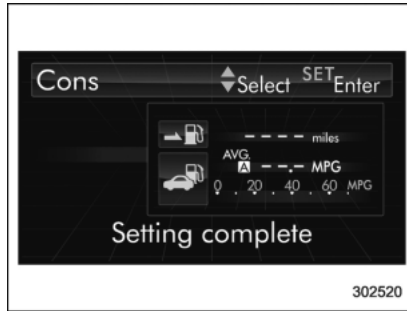 Cons Select SET Enter
---- miles
AVG.
A ---.- MPG
0 20 40 60 MPG
Setting complete
302520